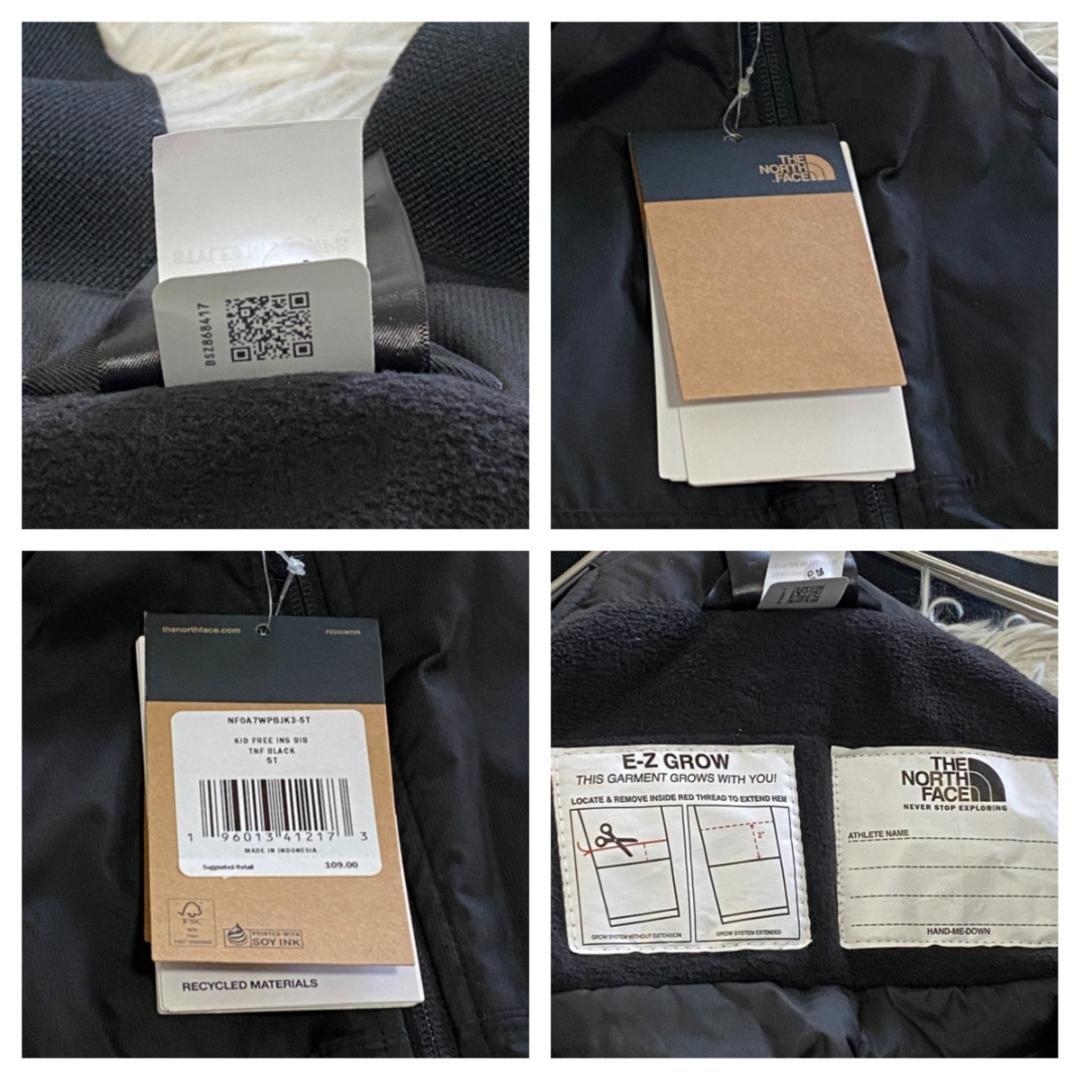 BSZ868417
THE
NORTH
FACE
thenorthface.com
NF0A7WPBJK3-5T
KID FREE INS BIB
TNF BLACK
5T
1 96013 41217 3
MADE IN INDONESIA
Suggested Retail 109.00
FSC
PRINTED WITH
SOY INK
RECYCLED MATERIALS
E-Z GROW
THIS GARMENT GROWS WITH YOU!
LOCATE & REMOVE INSIDE RED THREAD TO EXTEND HEM
2"
GROW SYSTEM WITHOUT EXTENSION
GROW SYSTEM EXTENDED
THE
NORTH
FACE
NEVER STOP EXPLORING
ATHLETE NAME
HAND-ME-DOWN